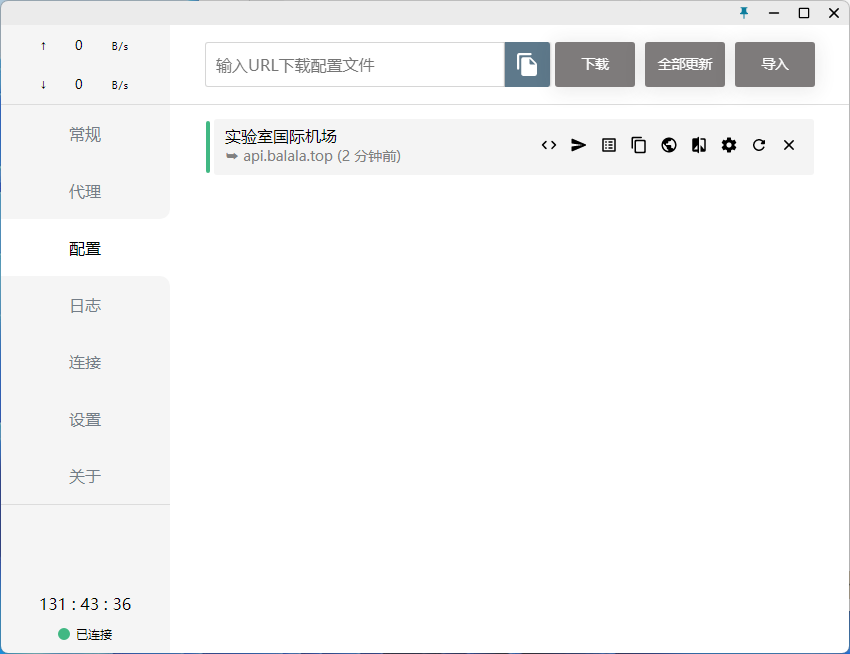 ↑ 0 B/s
↓ 0 B/s
输入URL下载配置文件
下载
全部更新
导入
常规
代理
配置
日志
连接
设置
关于
实验室国际机场
➥ api.balala.top (2 分钟前)
131 : 43 : 36
已连接